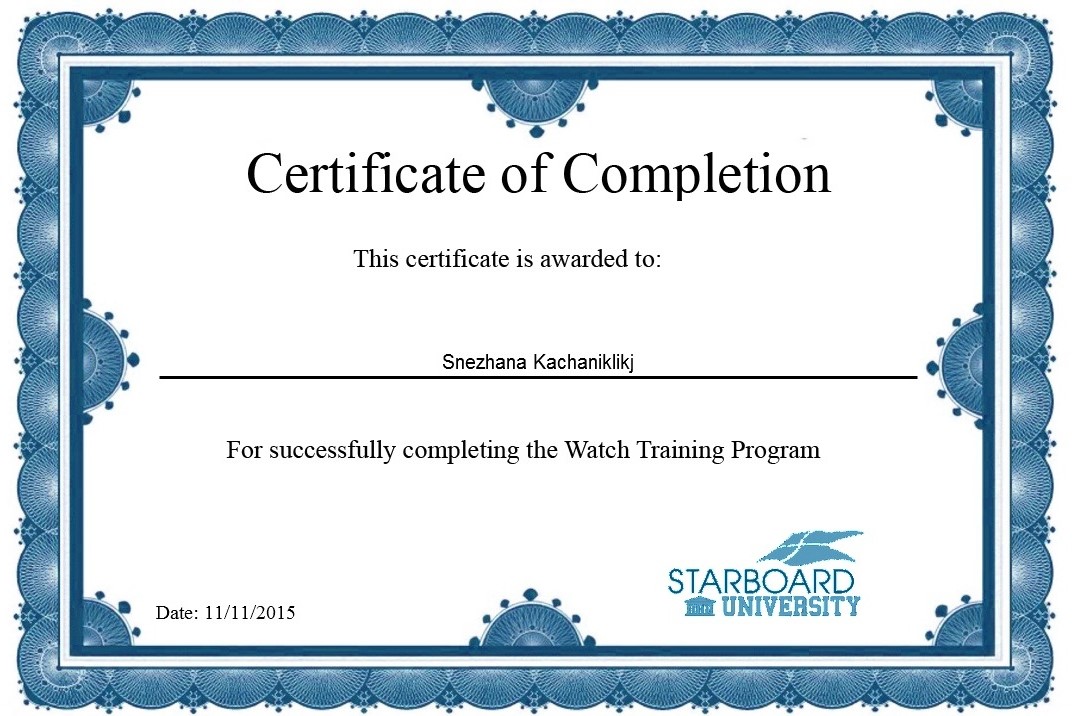 Certificate of Completion
This certificate is awarded to:
Snezhana Kachaniklikj
For successfully completing the Watch Training Program
STARBOARD
UNIVERSITY
Date: 11/11/2015